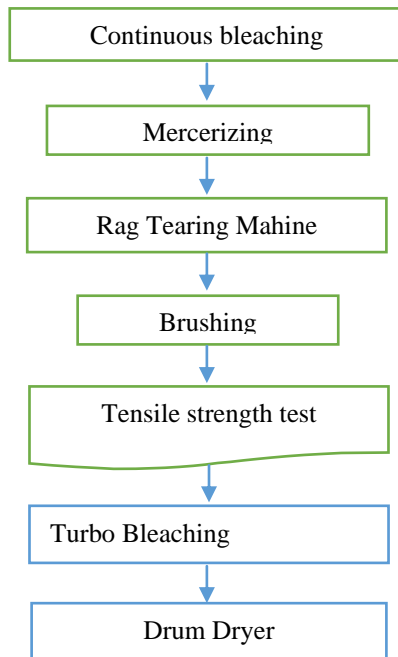 Continuous bleaching
Mercerizing
Rag Tearing Mahine
Brushing
Tensile strength test
Turbo Bleaching
Drum Dryer